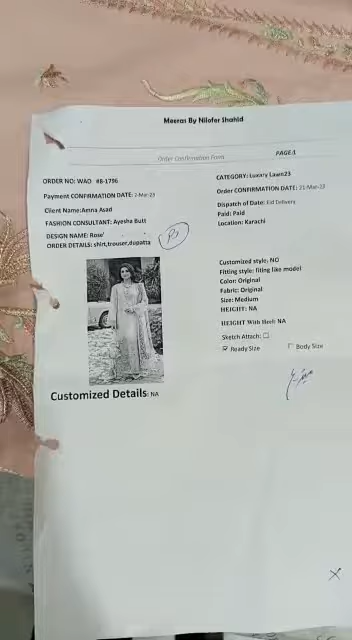 Meeras By Nilofer Shahid
Order Confirmation Form
PAGE:1
ORDER NO: WAO #8-1796
Payment CONFIRMATION DATE: 2-Mar-23
Client Name: Amna Asad
FASHION CONSULTANT: Ayesha Butt
DESIGN NAME: Rose'
ORDER DETAILS: shirt,trouser,dupatta
B
CATEGORY: Luxury Lawn23
Order CONFIRMATION DATE: 21-Mar-23
Dispatch of Date: Eid Delivery
Paid: Paid
Location: Karachi
Customized style: NO
Fitting style: fiting like model
Color: Original
Fabric: Original
Size: Medium
HEIGHT: NA
HEIGHT With Heel: NA
Sketch Attach: ☐
☑ Ready Size ☐ Body Size
Customized Details: NA